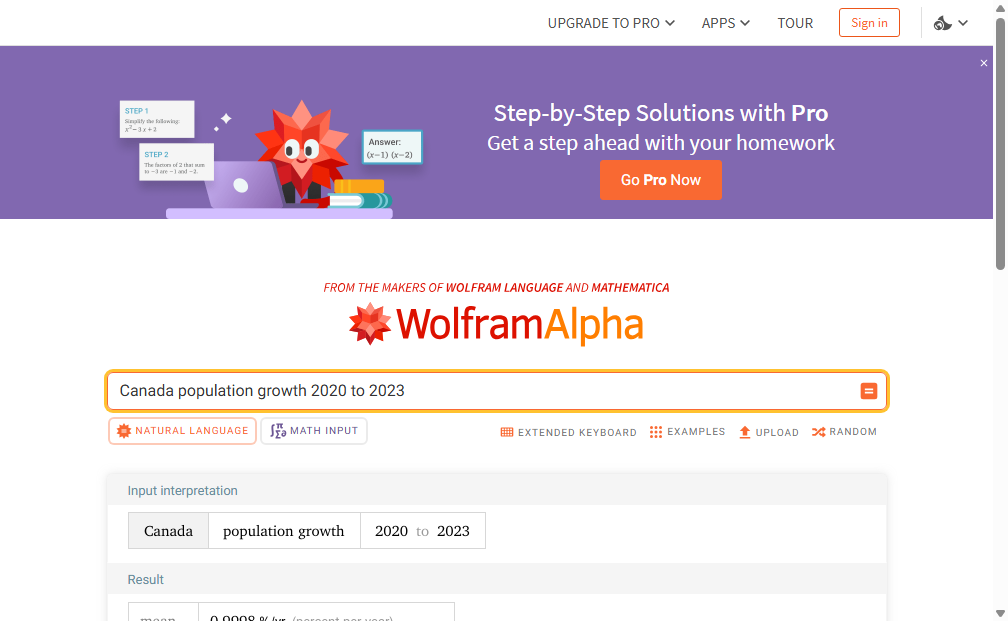 UPGRADE TO PRO APPS TOUR Sign in
×
STEP 1
Simplify the following:
x²− 3 x + 2
STEP 2
The factors of 2 that sum
to −3 are −1 and −2.
Answer:
(x−1) (x−2)
Step-by-Step Solutions with Pro
Get a step ahead with your homework
Go Pro Now
FROM THE MAKERS OF WOLFRAM LANGUAGE AND MATHEMATICA
WolframAlpha
Canada population growth 2020 to 2023
NATURAL LANGUAGE MATH INPUT EXTENDED KEYBOARD EXAMPLES UPLOAD RANDOM
Input interpretation
Canada population growth 2020 to 2023
Result
mean 0.9998 %/yr (percent per year)